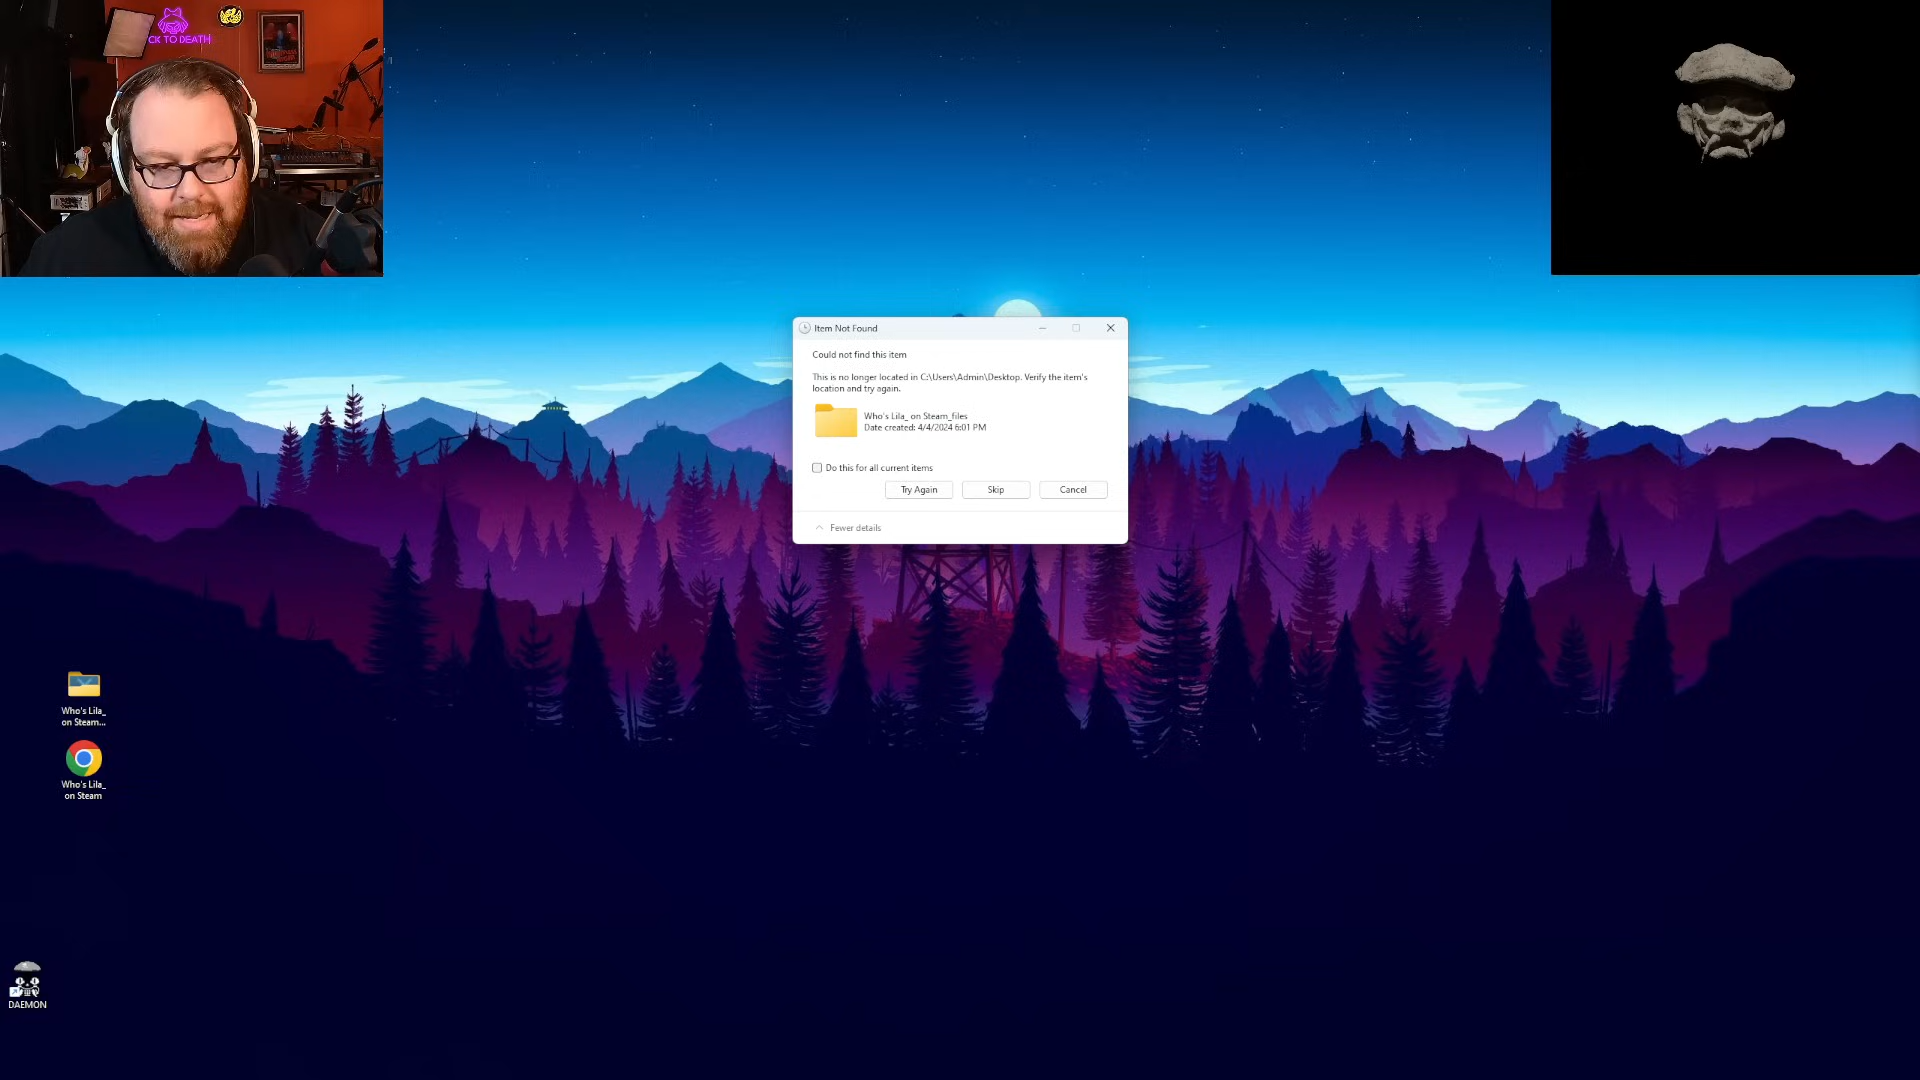 CK TO DEATH
Item Not Found
Could not find this item
This is no longer located in C:\Users\Admin\Desktop. Verify the item's
location and try again.
Who's Lila_ on Steam_files
Date created: 4/4/2024 6:01 PM
Do this for all current items
Try Again
Skip
Cancel
Fewer details
Who's Lila_
on Steam...
Who's Lila_
on Steam
DAEMON